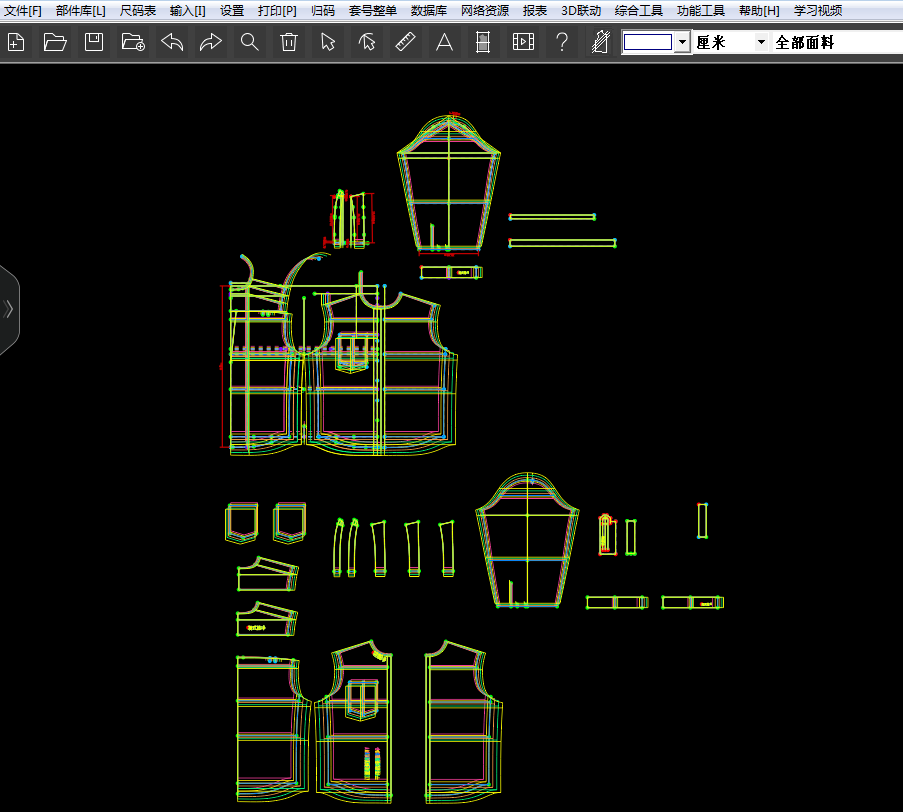 文件[F] 部件库[L] 尺码表 输入[I] 设置 打印[P] 归码 套号整单 数据库 网络资源 报表 3D联动 综合工具 功能工具 帮助[H] 学习视频
厘米 全部面料